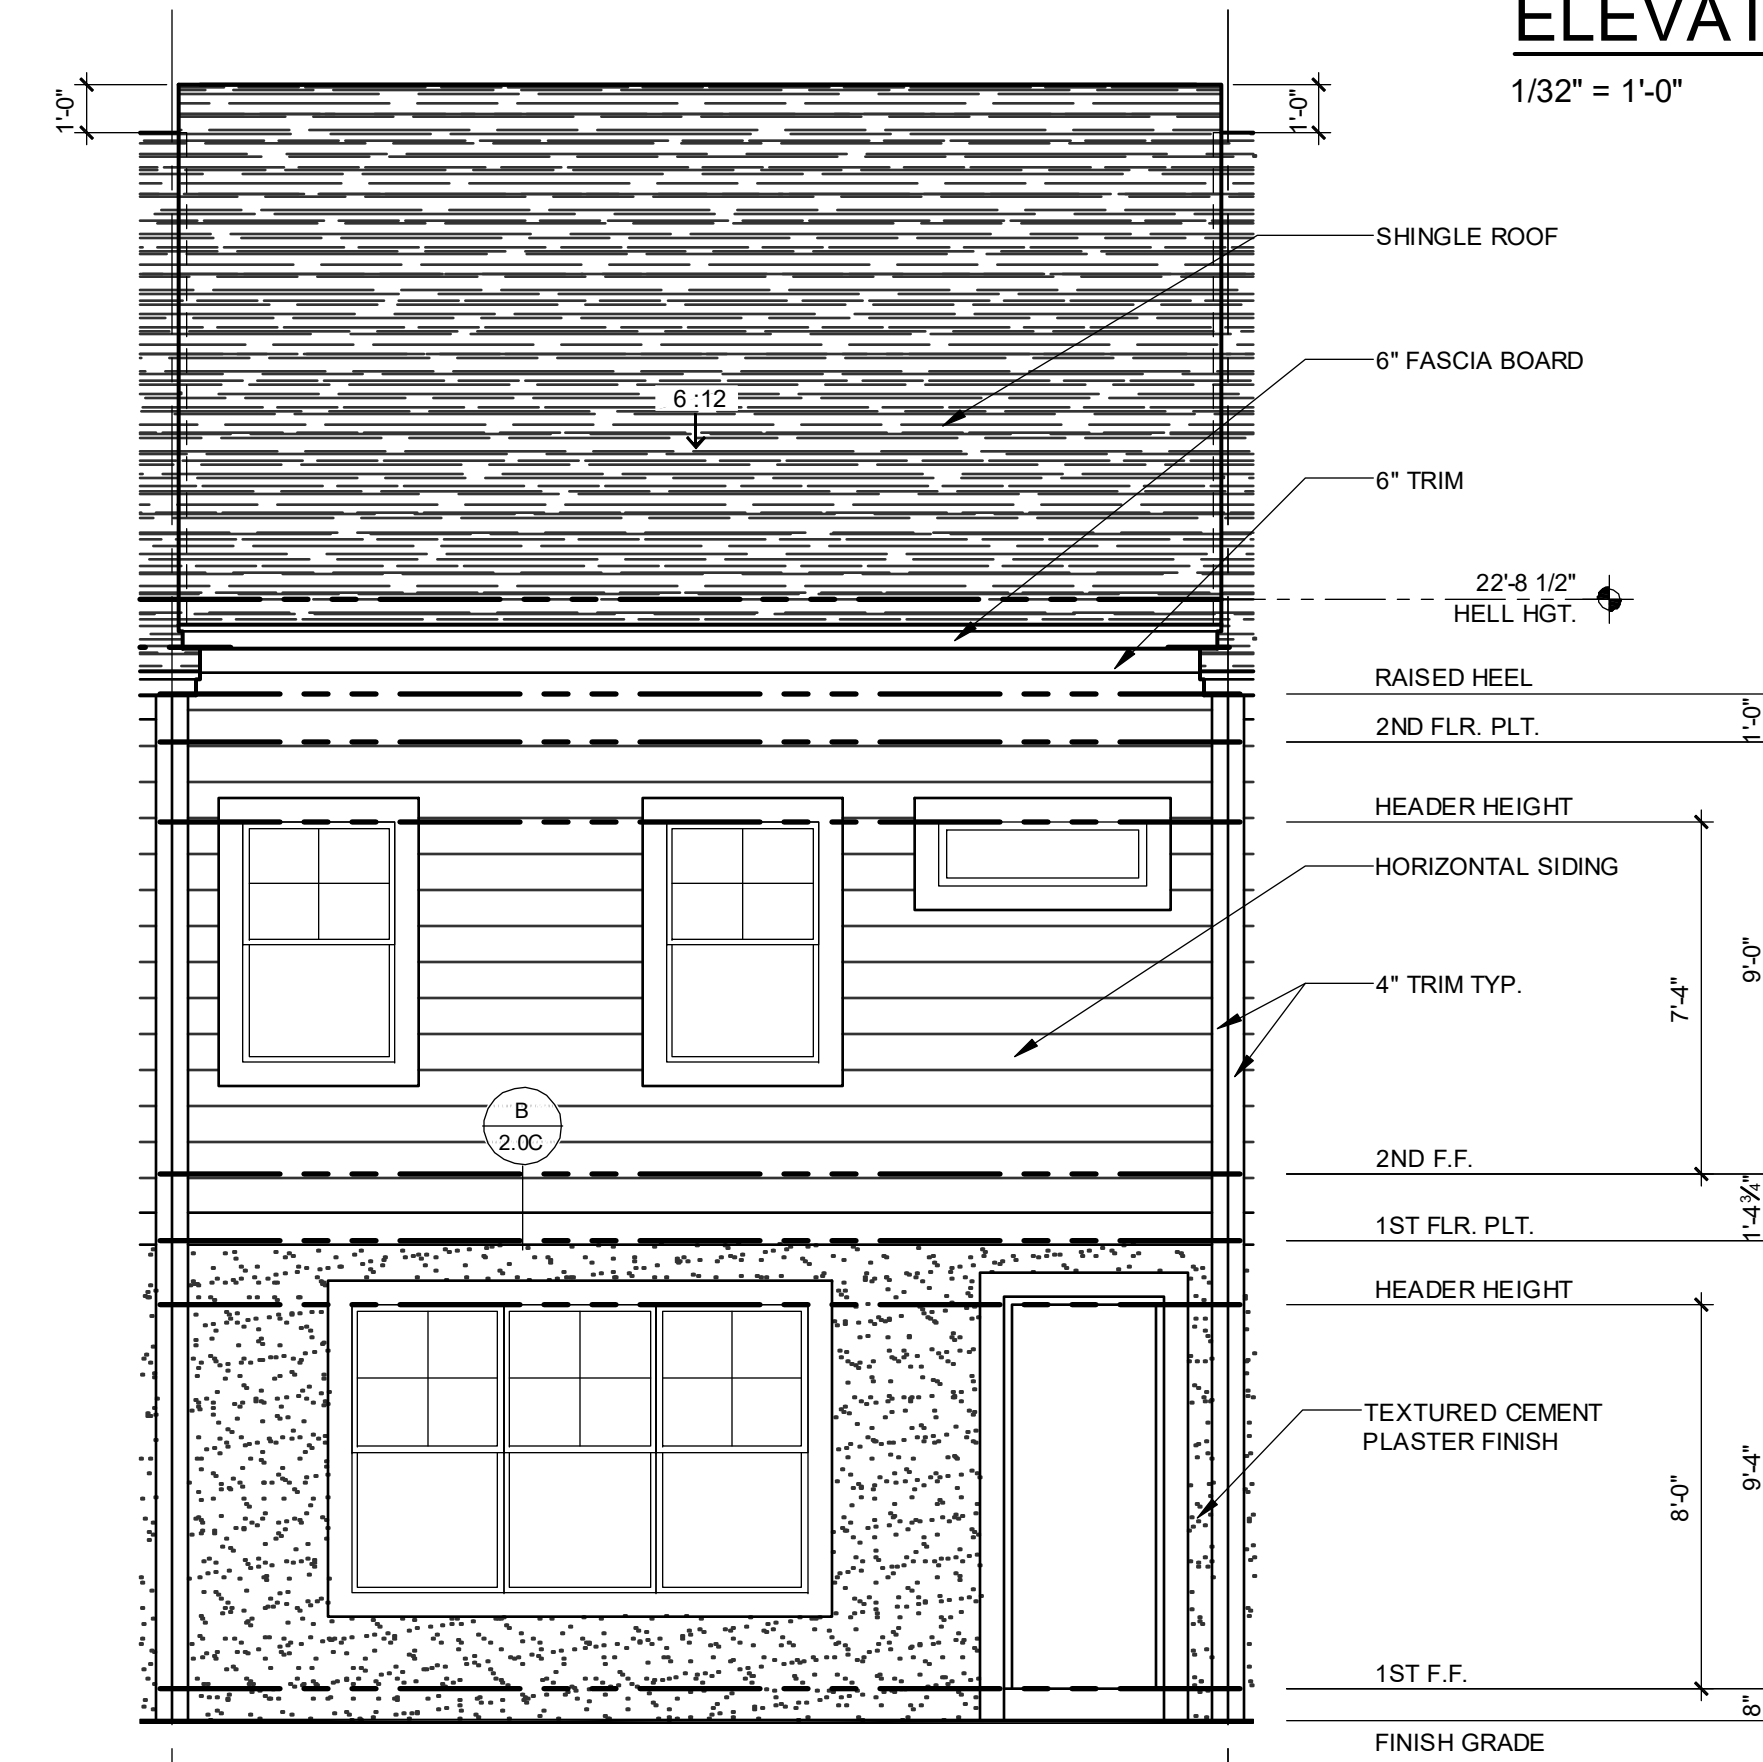 ELEVAT
1/32" = 1'-0"
1'-0"
1'-0"
SHINGLE ROOF
6" FASCIA BOARD
6 :12
6" TRIM
22'-8 1/2"
HELL HGT.
RAISED HEEL
1'-0"
2ND FLR. PLT.
HEADER HEIGHT
HORIZONTAL SIDING
9'-0"
4" TRIM TYP.
7'-4"
B
2.0C
2ND F.F.
1'-4¾"
1ST FLR. PLT.
HEADER HEIGHT
TEXTURED CEMENT
PLASTER FINISH
9'-4"
8'-0"
1ST F.F.
8"
FINISH GRADE